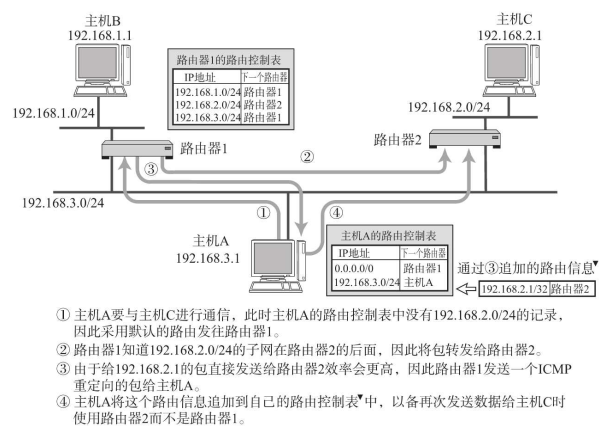 主机B
192.168.1.1
主机C
192.168.2.1
路由器1的路由控制表
IP地址 下一个路由器
192.168.1.0/24 路由器1
192.168.2.0/24 路由器2
192.168.3.0/24 路由器1
192.168.1.0/24
192.168.2.0/24
路由器1
路由器2
②
③
192.168.3.0/24
①
④
主机A
192.168.3.1
主机A的路由控制表
IP地址 下一个路由器
0.0.0.0/0 路由器1
192.168.3.0/24 主机A
通过③追加的路由信息▼
192.168.2.1/32 路由器2
① 主机A要与主机C进行通信，此时主机A的路由控制表中没有192.168.2.0/24的记录，
因此采用默认的路由发往路由器1。
② 路由器1知道192.168.2.0/24的子网在路由器2的后面，因此将包转发给路由器2。
③ 由于给192.168.2.1的包直接发送给路由器2效率会更高，因此路由器1发送一个ICMP
重定向的包给主机A。
④ 主机A将这个路由信息追加到自己的路由控制表▼中，以备再次发送数据给主机C时
使用路由器2而不是路由器1。